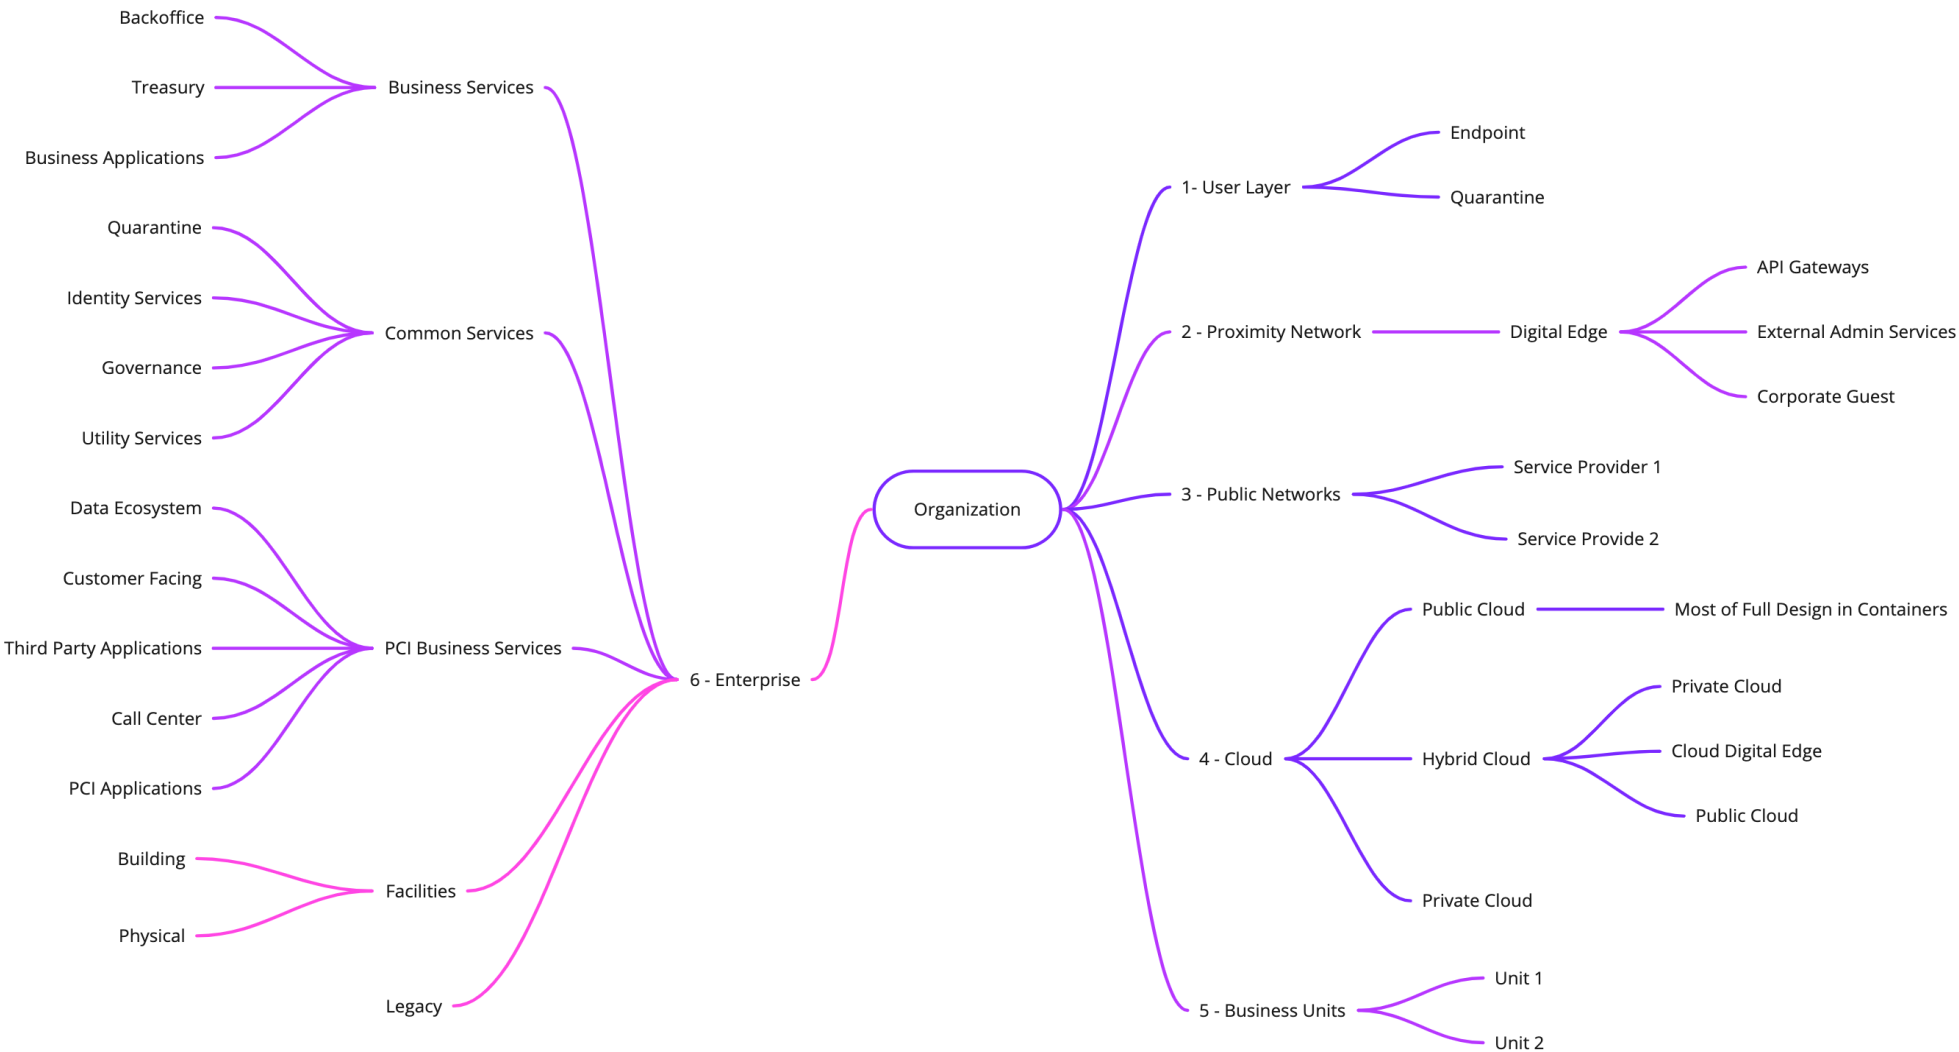 Backoffice
Treasury
Business Services
Business Applications
Quarantine
Identity Services
Common Services
Governance
Utility Services
Data Ecosystem
Customer Facing
Third Party Applications
PCI Business Services
Call Center
PCI Applications
Building
Facilities
Physical
Legacy
6 - Enterprise
Organization
1- User Layer
Endpoint
Quarantine
2 - Proximity Network
Digital Edge
API Gateways
External Admin Services
Corporate Guest
3 - Public Networks
Service Provider 1
Service Provide 2
4 - Cloud
Public Cloud
Most of Full Design in Containers
Hybrid Cloud
Private Cloud
Cloud Digital Edge
Public Cloud
Private Cloud
5 - Business Units
Unit 1
Unit 2